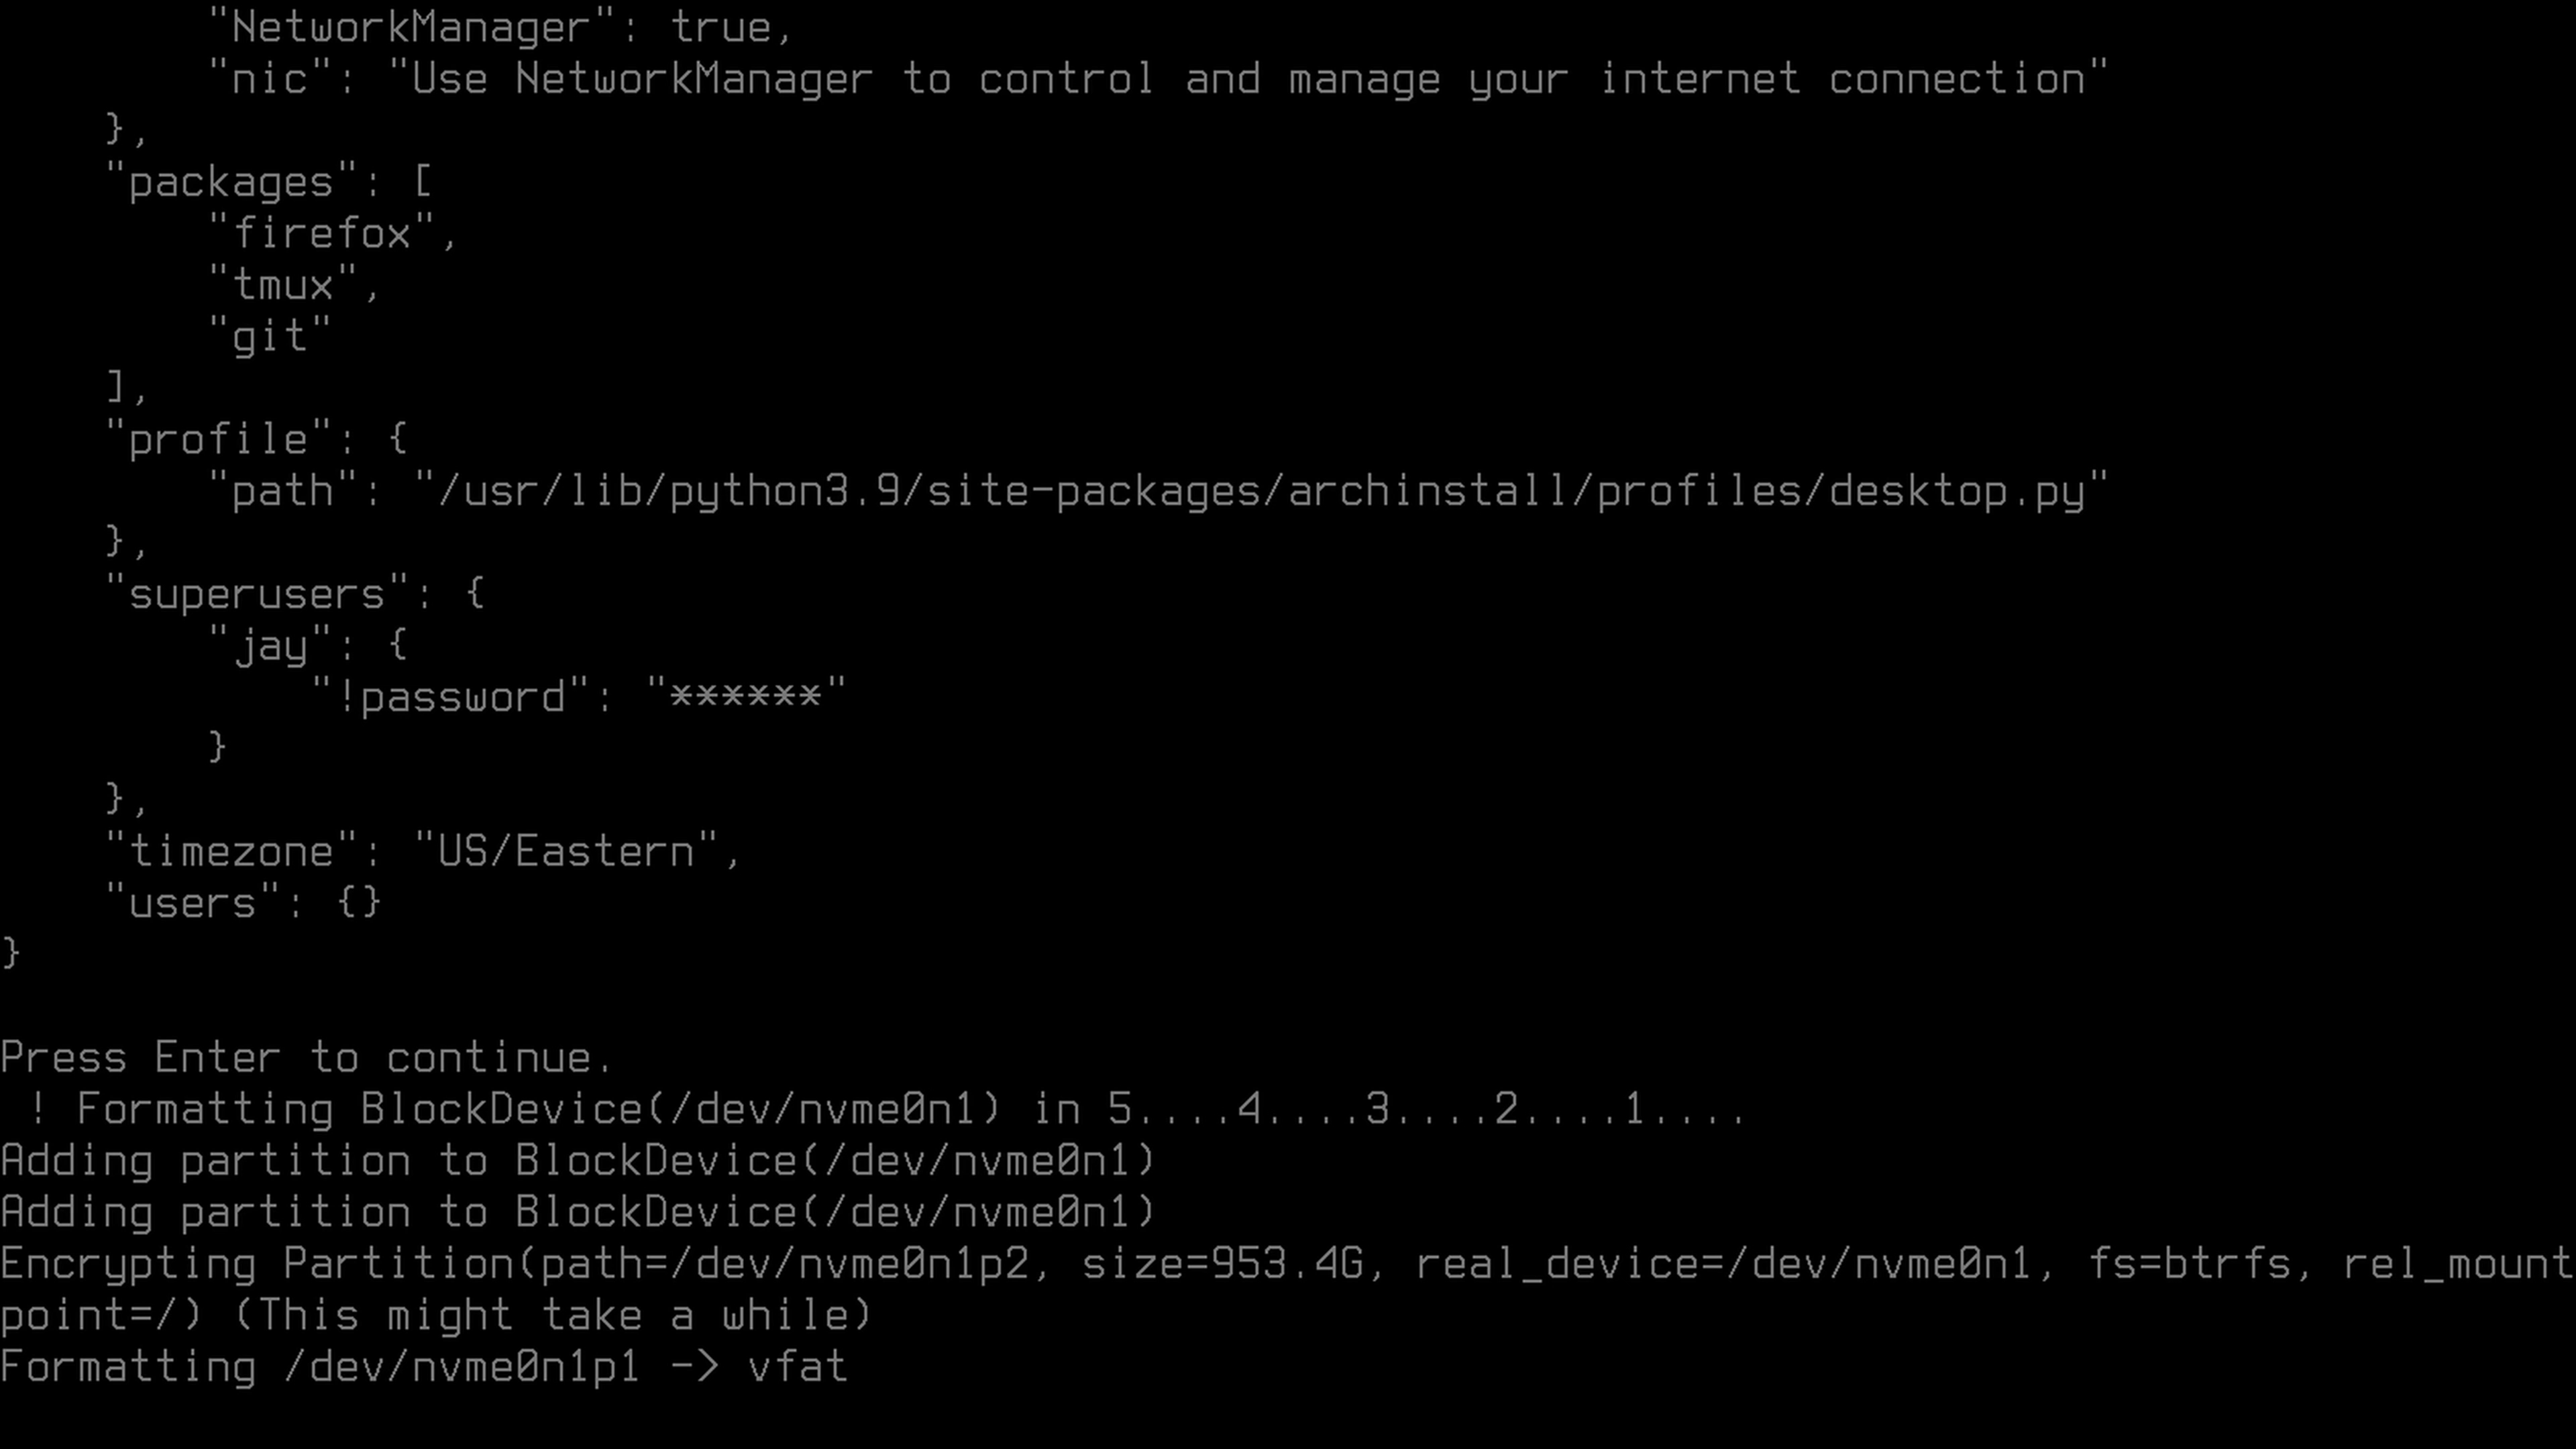 "NetworkManager": true,
"nic": "Use NetworkManager to control and manage your internet connection"
},
"packages": [
"firefox",
"tmux",
"git"
],
"profile": {
"path": "/usr/lib/python3.9/site-packages/archinstall/profiles/desktop.py"
},
"superusers": {
"jay": {
"!password": "******"
}
},
"timezone": "US/Eastern",
"users": {}
}
Press Enter to continue.
! Formatting BlockDevice(/dev/nvme0n1) in 5....4....3....2....1....
Adding partition to BlockDevice(/dev/nvme0n1)
Adding partition to BlockDevice(/dev/nvme0n1)
Encrypting Partition(path=/dev/nvme0n1p2, size=953.4G, real_device=/dev/nvme0n1, fs=btrfs, rel_mount
point=/) (This might take a while)
Formatting /dev/nvme0n1p1 -> vfat